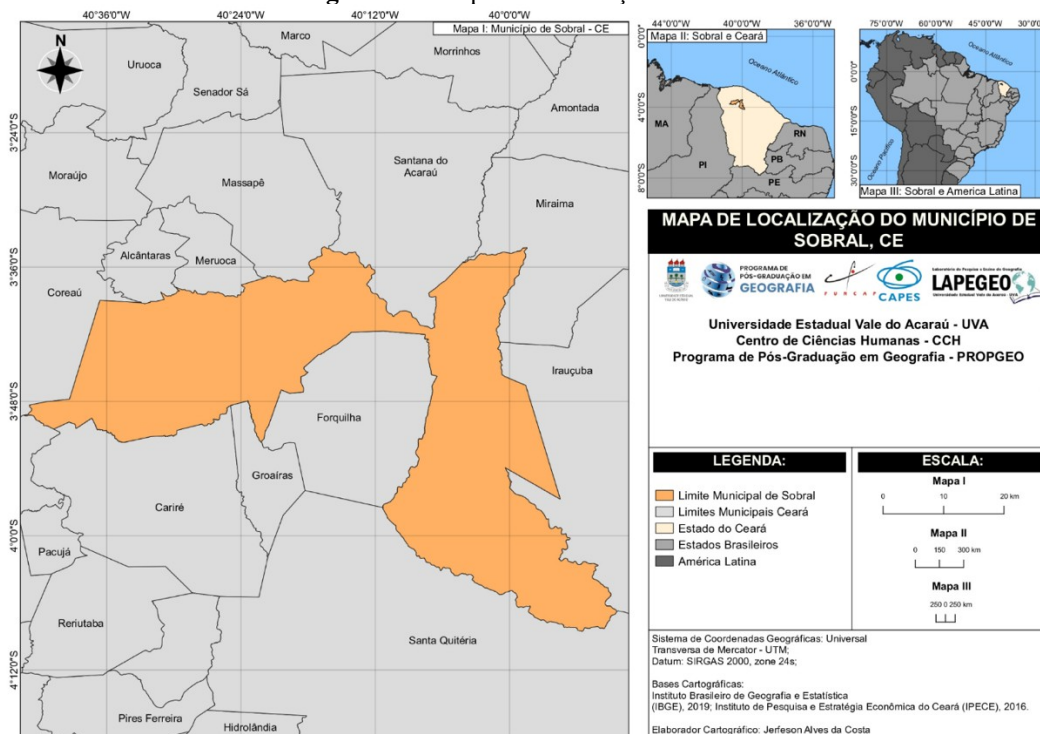 40°36'0"O 40°24'0"O 40°12'0"O 40°0'0"O
Mapa I: Município de Sobral - CE
N
Marco
Morrinhos
Uruoca
Senador Sá
Amontada
3°24'0"S
Santana do
Acaraú
Moraújo
Massapê
Miraima
Alcântaras
Meruoca
3°36'0"S
Coreaú
Irauçuba
3°48'0"S
Forquilha
Groaíras
Cariré
4°0'0"S
Pacujá
Reriutaba
Santa Quitéria
4°12'0"S
Pires Ferreira
Hidrolândia
44°0'0"O 40°0'0"O 36°0'0"O
Mapa II: Sobral e Ceará
0°0'0"
Oceano Atlântico
4°0'0"S
MA
RN
PI
PB
8°0'0"S
PE
75°0'0"O 60°0'0"O 45°0'0"O 30°0'
Oceano Atlântico
0°0'0"
15°0'0"S
Oceano Pacífico
30°0'0"S
Mapa III: Sobral e America Latina
MAPA DE LOCALIZAÇÃO DO MUNICÍPIO DE
SOBRAL, CE
PROGRAMA DE
PÓS-GRADUAÇÃO EM
GEOGRAFIA
FUNCAP
CAPES
LAPEGEO
Universidade Estadual Vale do Acaraú - UVA
Centro de Ciências Humanas - CCH
Programa de Pós-Graduação em Geografia - PROPGEO
LEGENDA:
Limite Municipal de Sobral
Limites Municipais Ceará
Estado do Ceará
Estados Brasileiros
América Latina
ESCALA:
Mapa I
0 10 20 km
Mapa II
0 150 300 km
Mapa III
250 0 250 km
Sistema de Coordenadas Geográficas: Universal
Transversa de Mercator - UTM;
Datum: SIRGAS 2000, zone 24s;
Bases Cartográficas:
Instituto Brasileiro de Geografia e Estatística
(IBGE), 2019; Instituto de Pesquisa e Estratégia Econômica do Ceará (IPECE), 2016.
Elaborador Cartográfico: Jerfeson Alves da Costa